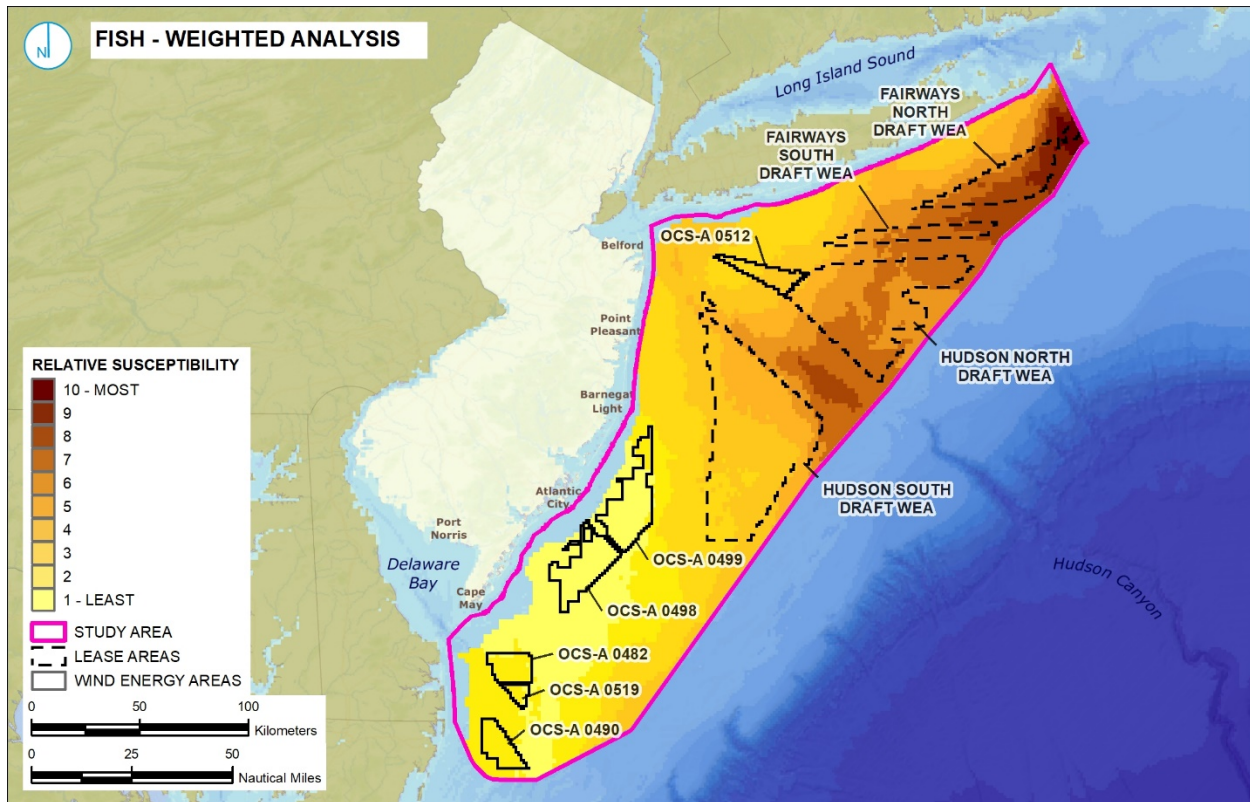 N
FISH - WEIGHTED ANALYSIS
Long Island Sound
FAIRWAYS
NORTH
DRAFT WEA
FAIRWAYS
SOUTH
DRAFT WEA
OCS-A 0512
Belford
Point
Pleasant
HUDSON NORTH
DRAFT WEA
Barnegat
Light
HUDSON SOUTH
DRAFT WEA
Atlantic
City
Port
Norris
Delaware
Bay
Cape
May
OCS-A 0499
OCS-A 0498
OCS-A 0482
OCS-A 0519
OCS-A 0490
Hudson Canyon
RELATIVE SUSCEPTIBILITY
10 - MOST
9
8
7
6
5
4
3
2
1 - LEAST
STUDY AREA
LEASE AREAS
WIND ENERGY AREAS
0 50 100
Kilometers
0 25 50
Nautical Miles